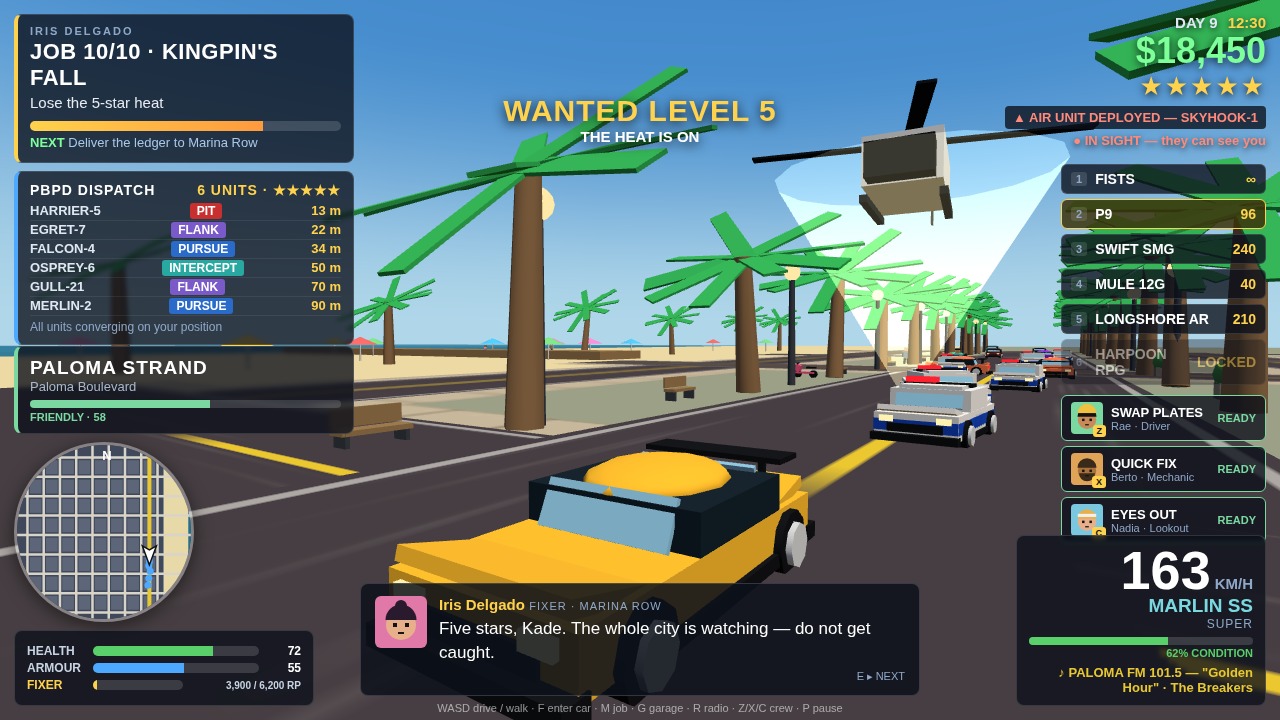 IRIS DELGADO
JOB 10/10 · KINGPIN'S
FALL
Lose the 5-star heat
NEXT Deliver the ledger to Marina Row
PBPD DISPATCH 6 UNITS · ★★★★★
HARRIER-5 PIT 13 m
EGRET-7 FLANK 22 m
FALCON-4 PURSUE 34 m
OSPREY-6 INTERCEPT 50 m
GULL-21 FLANK 70 m
MERLIN-2 PURSUE 90 m
All units converging on your position
PALOMA STRAND
Paloma Boulevard
FRIENDLY · 58
N
HEALTH 72
ARMOUR 55
FIXER 3,900 / 6,200 RP
WANTED LEVEL 5
THE HEAT IS ON
DAY 9 12:30
$18,450
★★★★★
▲ AIR UNIT DEPLOYED — SKYHOOK-1
● IN SIGHT — they can see you
1 FISTS ∞
2 P9 96
3 SWIFT SMG 240
4 MULE 12G 40
5 LONGSHORE AR 210
6 HARPOON
RPG LOCKED
SWAP PLATES READY
Z Rae · Driver
QUICK FIX READY
X Berto · Mechanic
EYES OUT READY
C Nadia · Lookout
163 KM/H
MARLIN SS
SUPER
62% CONDITION
♪ PALOMA FM 101.5 — "Golden
Hour" · The Breakers
Iris Delgado FIXER · MARINA ROW
Five stars, Kade. The whole city is watching — do not get
caught.
E ▸ NEXT
WASD drive / walk · F enter car · M job · G garage · R radio · Z/X/C crew · P pause